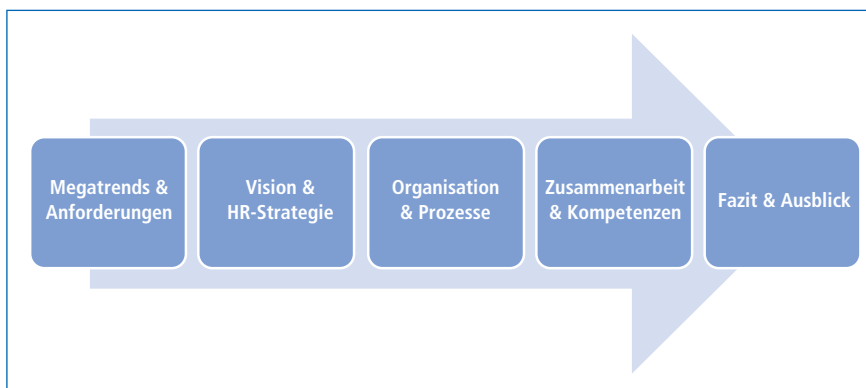 Megatrends &
Anforderungen
Vision &
HR-Strategie
Organisation
& Prozesse
Zusammenarbeit
& Kompetenzen
Fazit & Ausblick